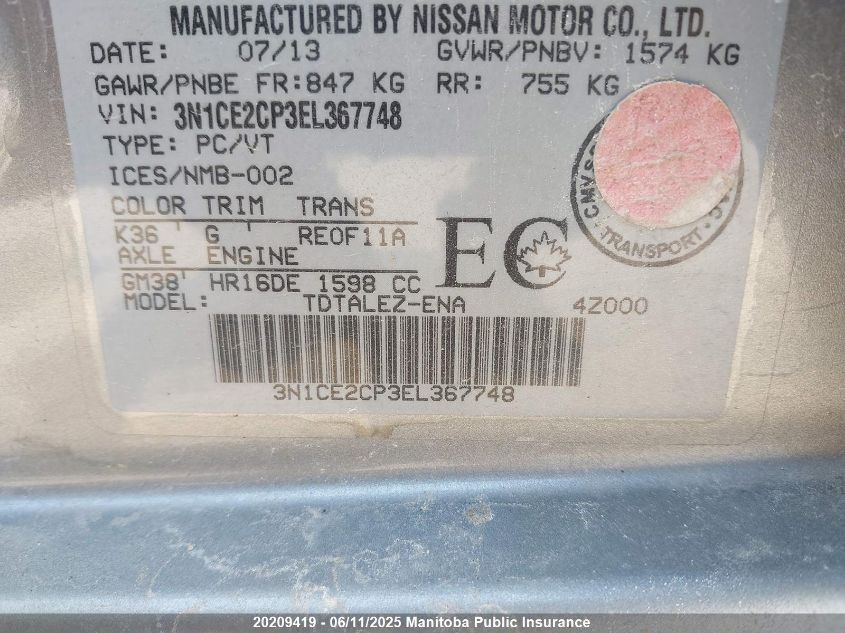 MANUFACTURED BY NISSAN MOTOR CO., LTD.
DATE: 07/13 GVWR/PNBV: 1574 KG
GAWR/PNBE FR:847 KG RR: 755 KG
VIN: 3N1CE2CP3EL367748
TYPE: PC/VT
ICES/NMB-002
COLOR TRIM TRANS
K36 G RE0F11A
AXLE ENGINE
GM38 HR16DE 1598 CC
EC
TRANSPORT
MODEL: TDTALEZ-ENA 4Z000
3N1CE2CP3EL367748
20209419 - 06/11/2025 Manitoba Public Insurance